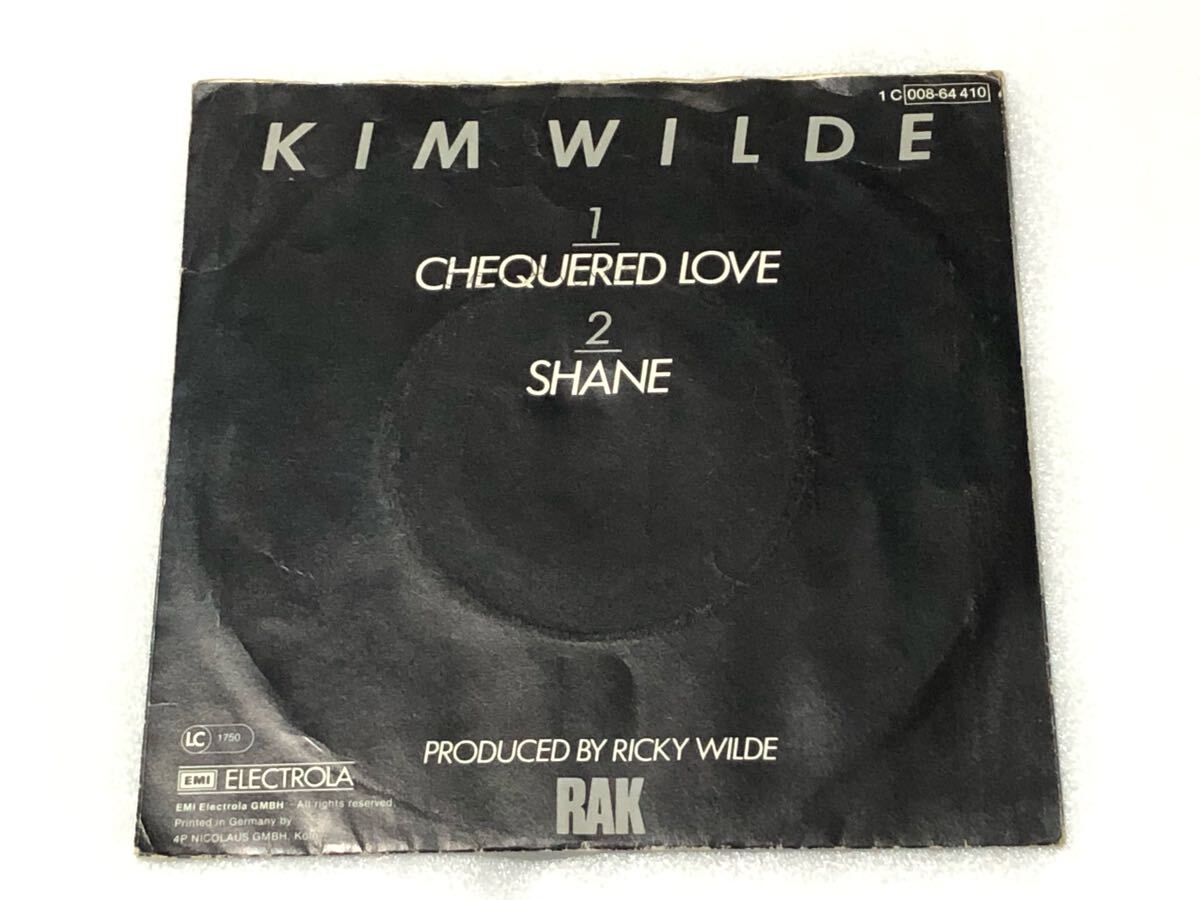 1 C 008-64 410
KIM WILDE
1
CHEQUERED LOVE
2
SHANE
PRODUCED BY RICKY WILDE
RAK
LC 1750
EMI ELECTROLA
EMI Electrola GMBH - All rights reserved
Printed in Germany by
4P NICOLAUS GMBH, Köln